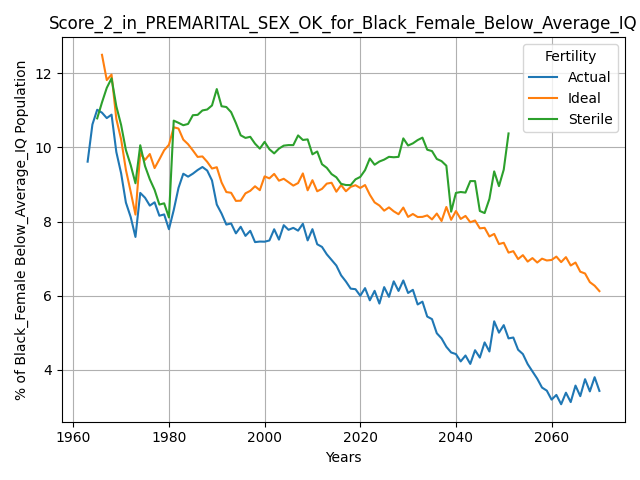 Score_2_in_PREMARITAL_SEX_OK_for_Black_Female_Below_Average_IQ
Fertility
Actual
Ideal
Sterile
% of Black_Female Below_Average_IQ Population
12
10
8
6
4
1960
1980
2000
2020
2040
2060
Years